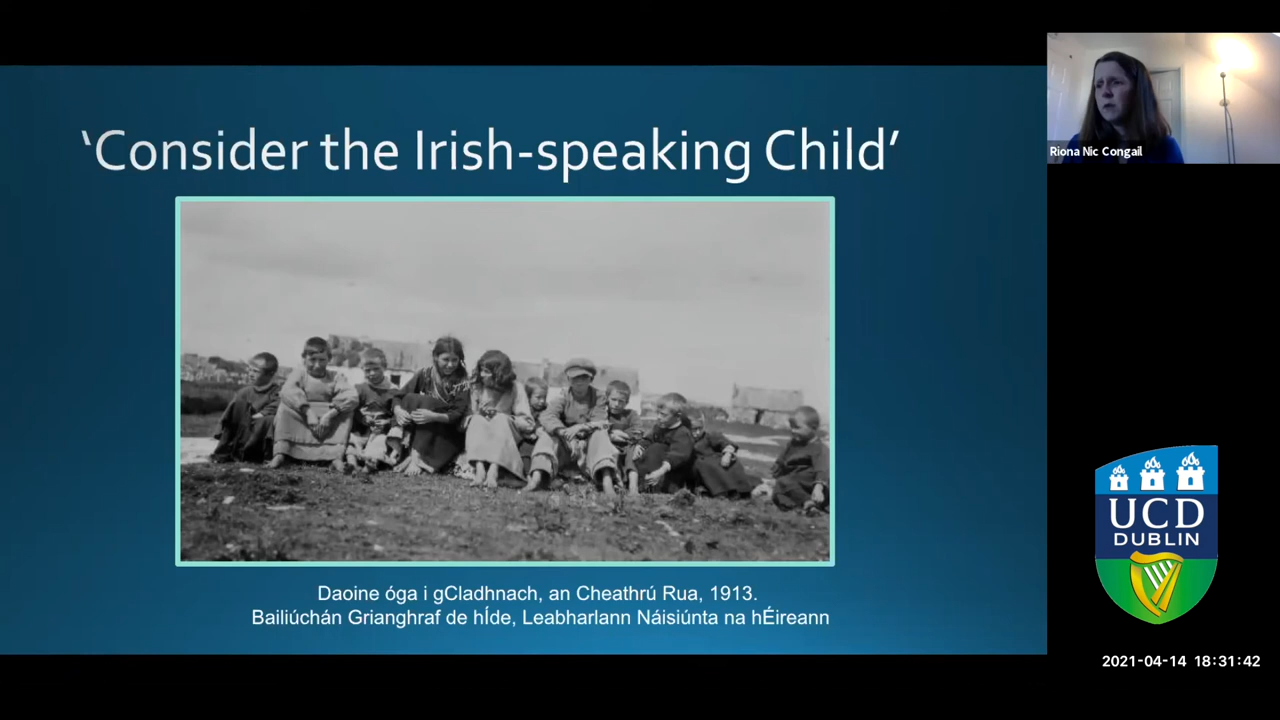 ‘Consider the Irish-speaking Child’
Daoine óga i gCladhnach, an Cheathrú Rua, 1913.
Bailiúchán Grianghraf de hÍde, Leabharlann Náisiúnta na hÉireann
Riona Nic Congail
UCD
DUBLIN
2021-04-14 18:31:42